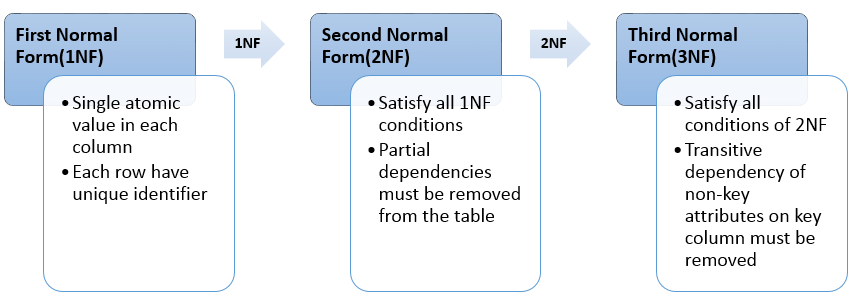 First Normal
Form(1NF)
• Single atomic
value in each
column
• Each row have
unique identifier
1NF
Second Normal
Form(2NF)
• Satisfy all 1NF
conditions
• Partial
dependencies
must be removed
from the table
2NF
Third Normal
Form(3NF)
• Satisfy all
conditions of 2NF
• Transitive
dependency of
non-key
attributes on key
column must be
removed